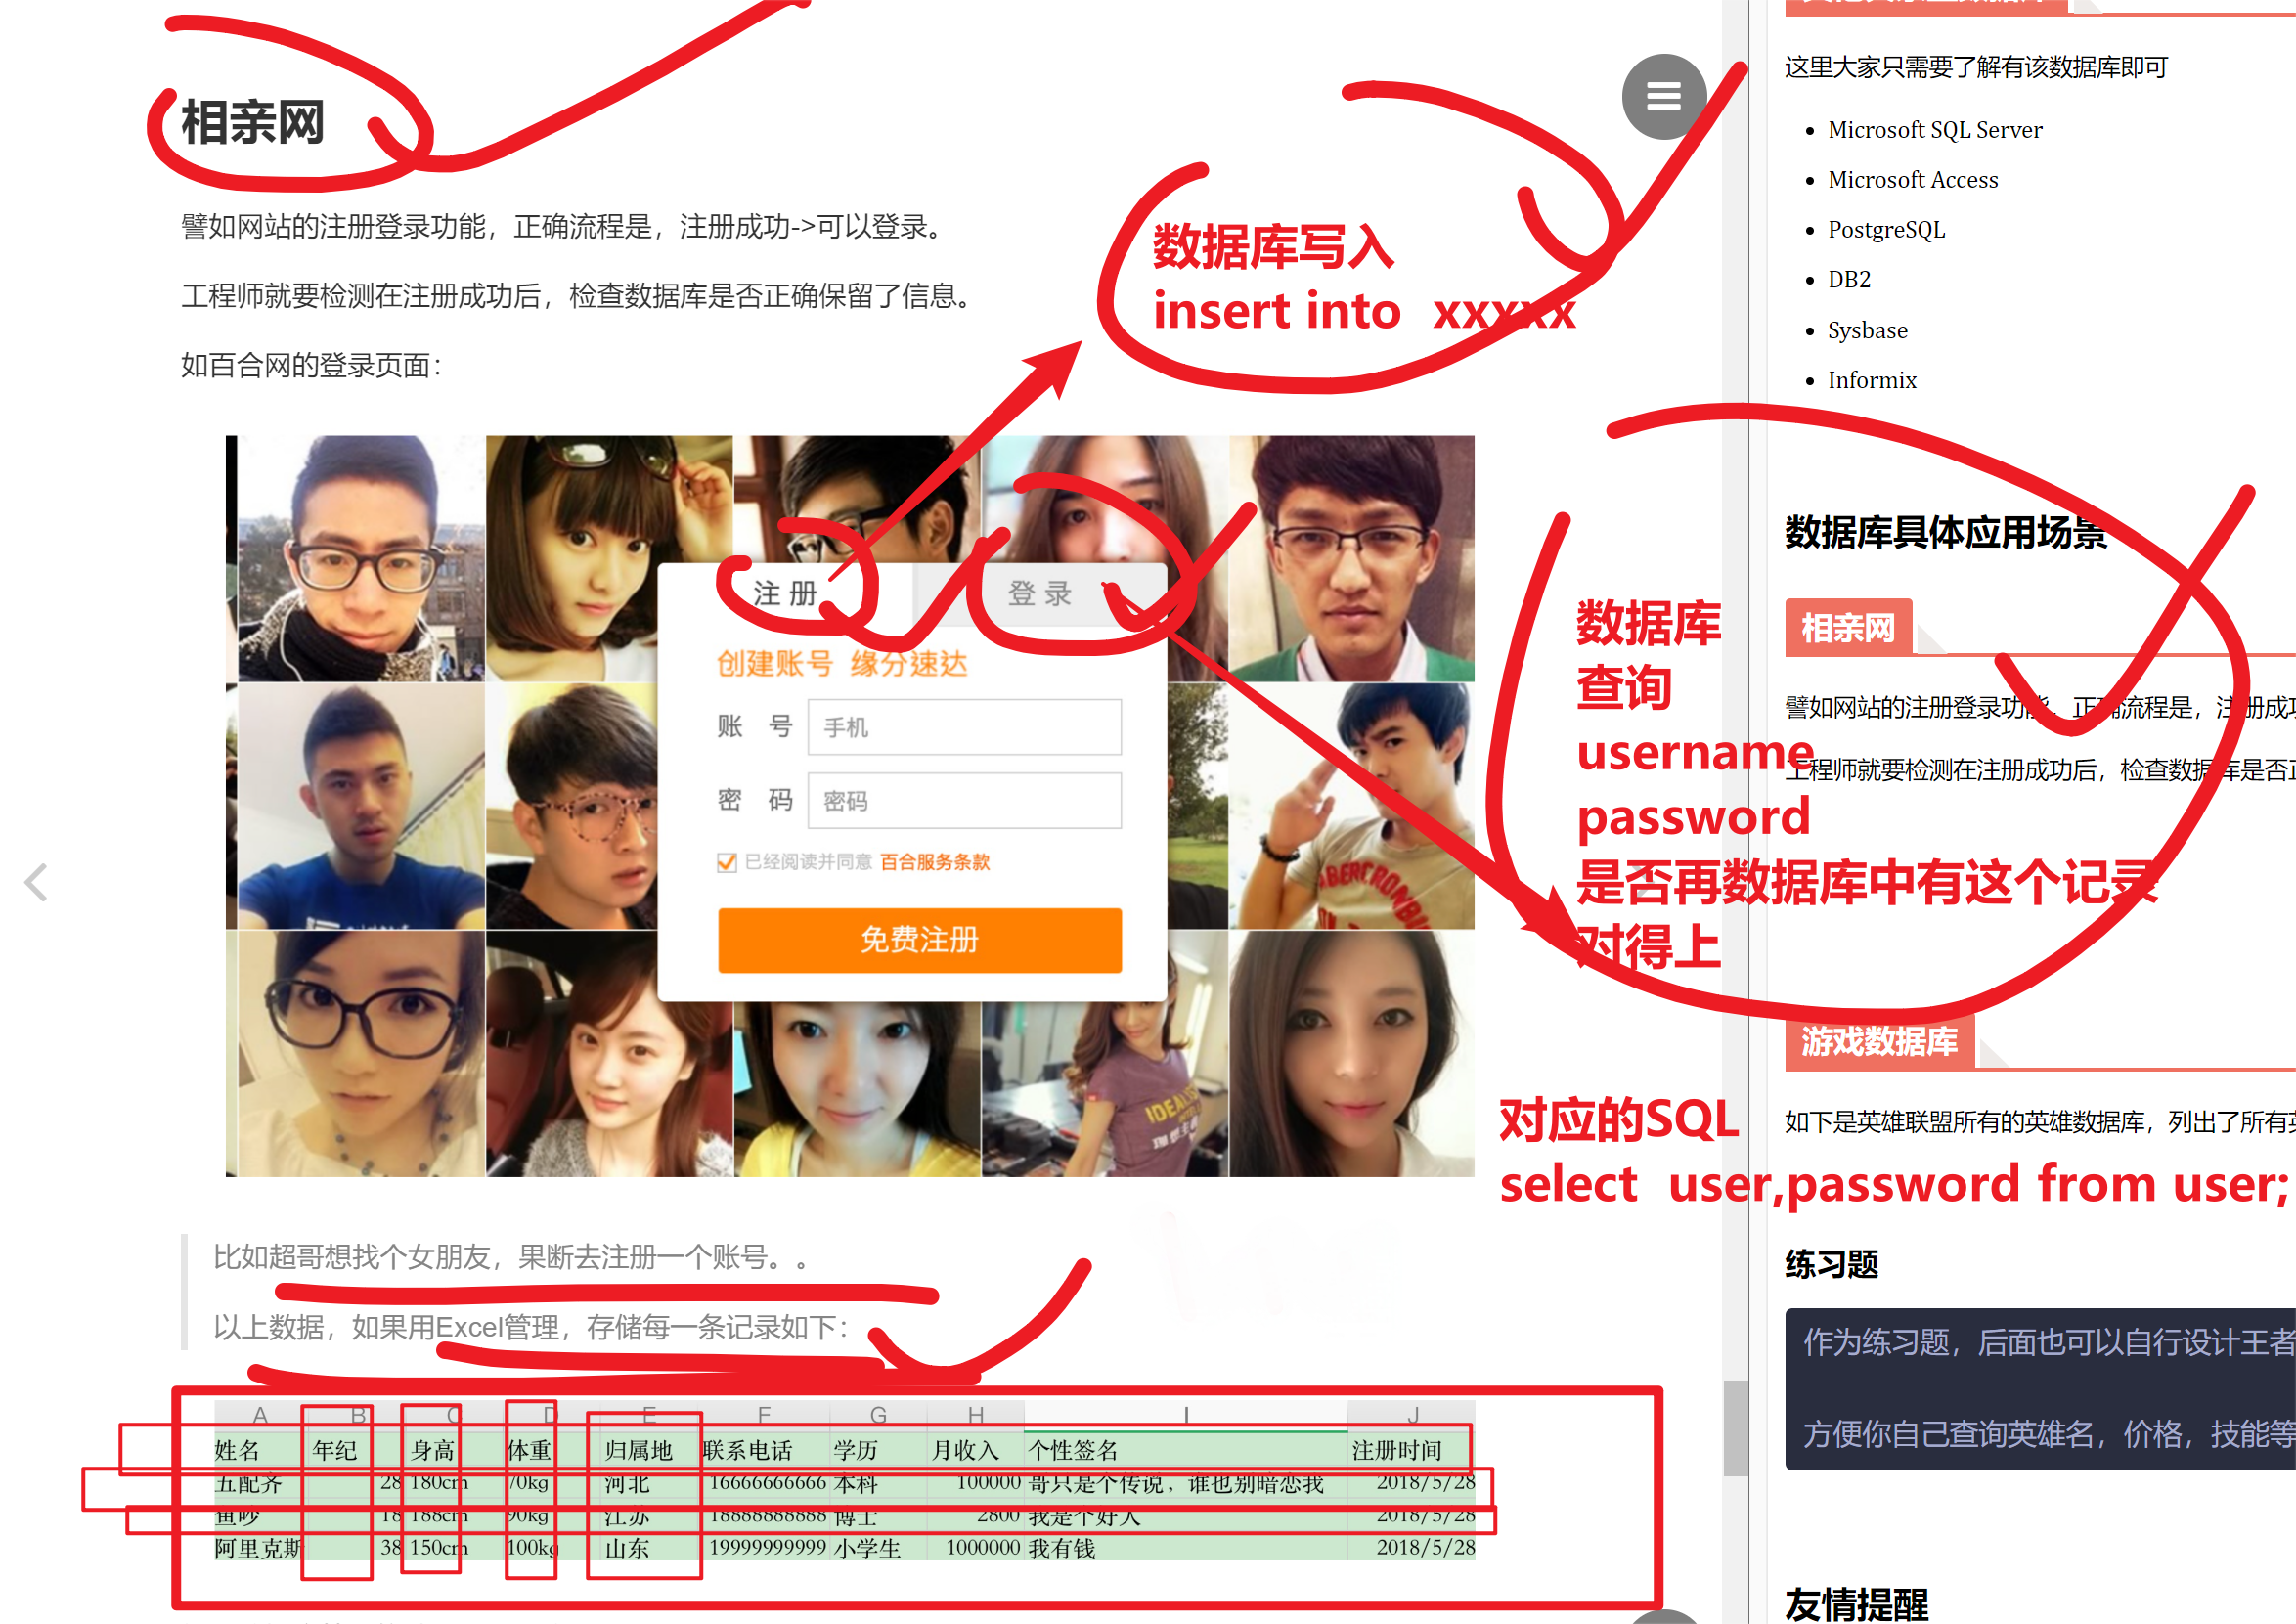 相亲网
譬如网站的注册登录功能，正确流程是，注册成功->可以登录。
工程师就要检测在注册成功后，检查数据库是否正确保留了信息。
如百合网的登录页面：
数据库写入
insert into xxxxx
注 册
登 录
创建账号 缘分速达
账 号 手机
密 码 密码
已经阅读并同意 百合服务条款
免费注册
数据库
查询
username
password
是否再数据库中有这个记录
对得上
对应的SQL
select user,password from user;
比如超哥想找个女朋友，果断去注册一个账号。。
以上数据，如果用Excel管理，存储每一条记录如下：
A B C D E F G H I J
姓名 年纪 身高 体重 归属地 联系电话 学历 月收入 个性签名 注册时间
五配齐 28 180cm 70kg 河北 16666666666 本科 100000 哥只是个传说，谁也别暗恋我 2018/5/28
鱼吵 18 188cm 90kg 江苏 18888888888 博士 2800 我是个好人 2018/5/28
阿里克斯 38 150cm 100kg 山东 19999999999 小学生 1000000 我有钱 2018/5/28
这里大家只需要了解有该数据库即可
Microsoft SQL Server
Microsoft Access
PostgreSQL
DB2
Sysbase
Informix
数据库具体应用场景
相亲网
譬如网站的注册登录功能，正确流程是，注册成功
工程师就要检测在注册成功后，检查数据库是否正
游戏数据库
如下是英雄联盟所有的英雄数据库，列出了所有英
练习题
作为练习题，后面也可以自行设计王者
方便你自己查询英雄名，价格，技能等
友情提醒